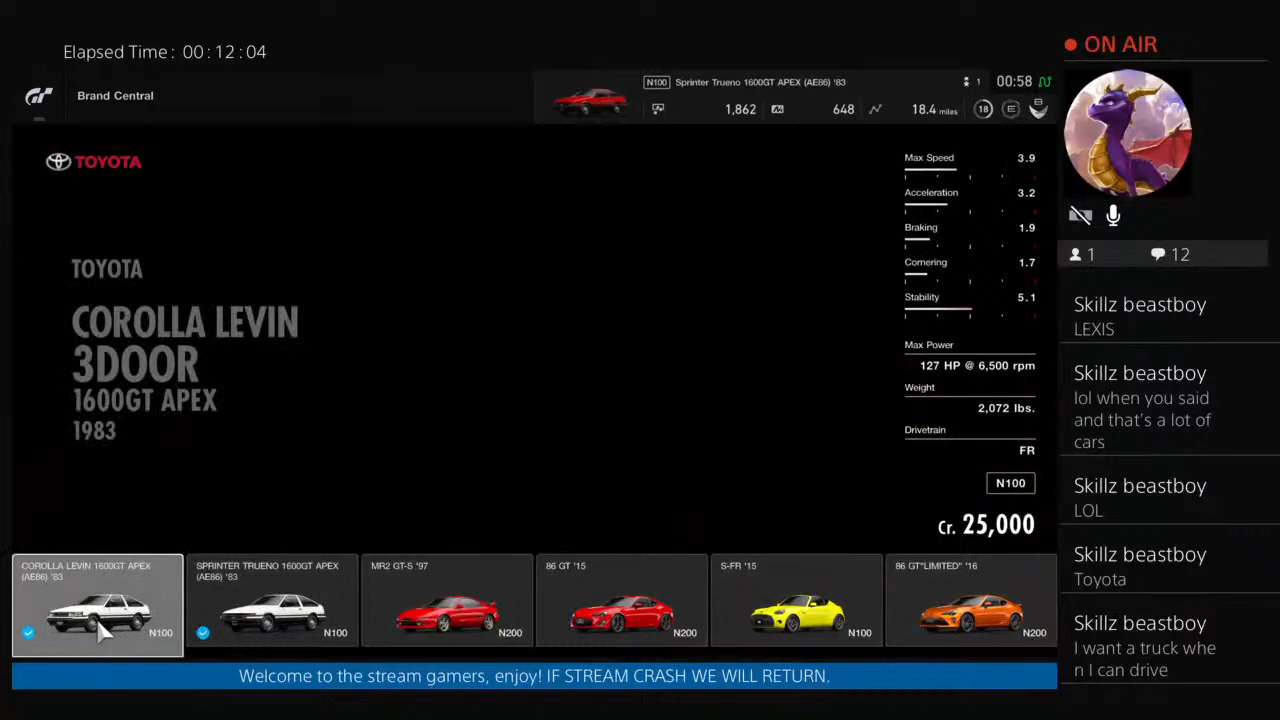 Elapsed Time: 00:12:04
ON AIR
Brand Central
N100 Sprinter Trueno 1600GT APEX (AE86) '83
1 00:58
1,862 648 18.4 miles 18 E B
TOYOTA
TOYOTA
COROLLA LEVIN
3DOOR
1600GT APEX
1983
Max Speed 3.9
Acceleration 3.2
Braking 1.9
Cornering 1.7
Stability 5.1
Max Power
127 HP @ 6,500 rpm
Weight
2,072 lbs.
Drivetrain
FR
N100
Cr. 25,000
COROLLA LEVIN 1600GT APEX
(AE86) '83
N100
SPRINTER TRUENO 1600GT APEX
(AE86) '83
N100
MR2 GT-S '97
N200
86 GT '15
N200
S-FR '15
N100
86 GT"LIMITED" '16
N200
Welcome to the stream gamers, enjoy! IF STREAM CRASH WE WILL RETURN.
1 12
Skillz beastboy
LEXIS
Skillz beastboy
lol when you said
and that's a lot of
cars
Skillz beastboy
LOL
Skillz beastboy
Toyota
Skillz beastboy
I want a truck whe
n I can drive